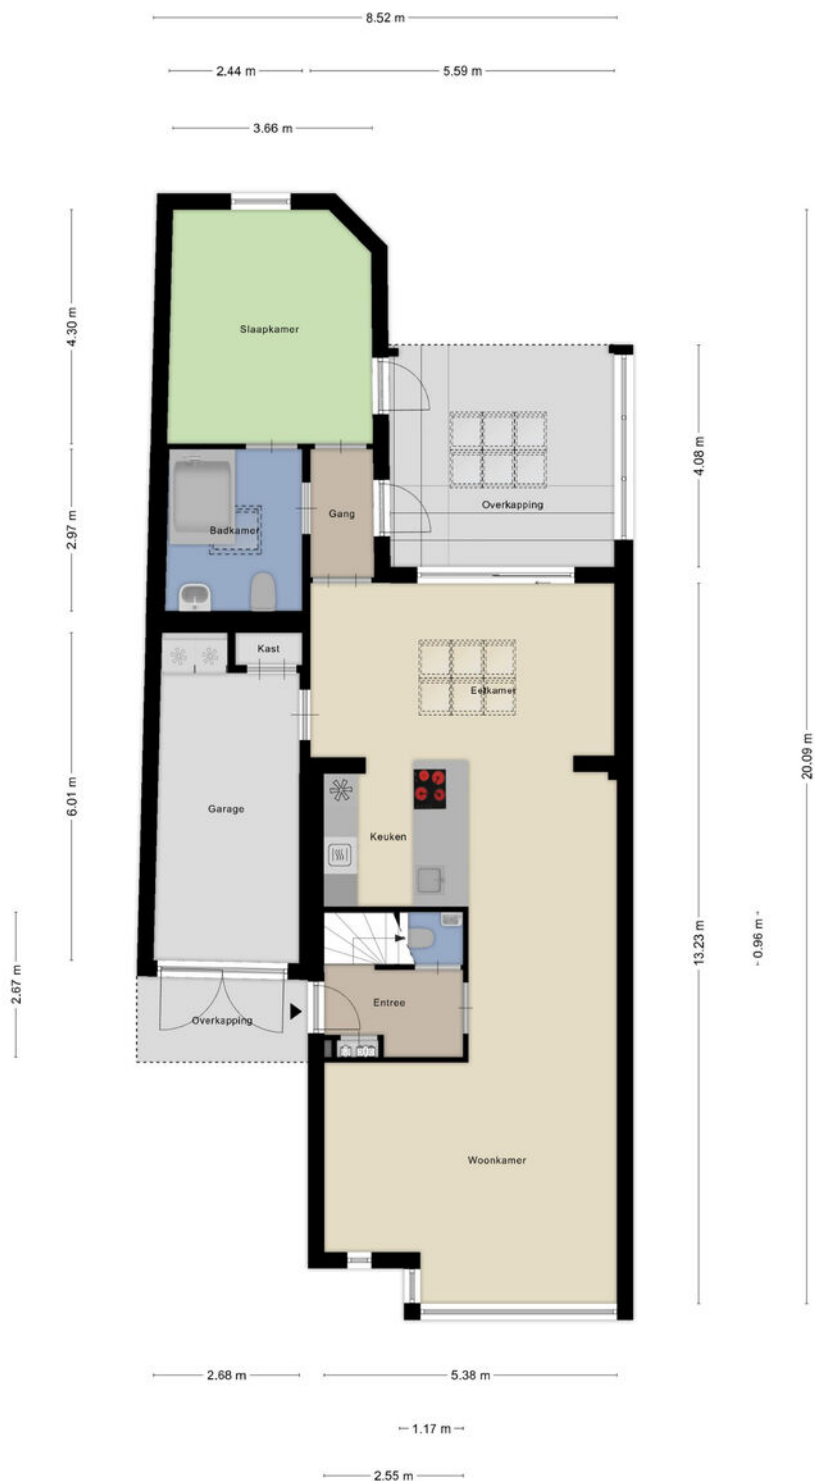 8.52 m
2.44 m
5.59 m
3.66 m
4.30 m
Slaapkamer
4.08 m
Overkapping
Gang
Badkamer
2.97 m
Kast
Eetkamer
20.09 m
6.01 m
Garage
Keuken
13.23 m
0.96 m
2.67 m
Entree
Overkapping
Woonkamer
2.68 m
5.38 m
1.17 m
2.55 m